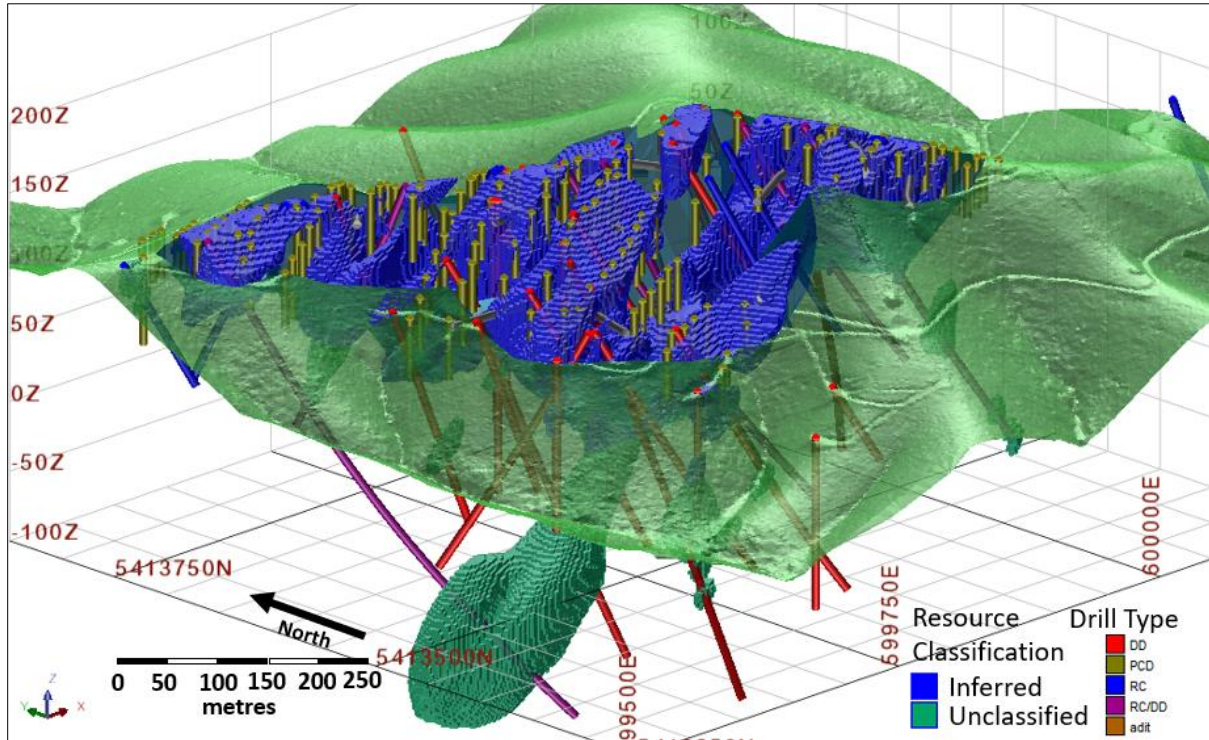 100Z
50Z
200Z
150Z
100Z
50Z
0Z
-50Z
-100Z
5413750N
North
5413500N
0 50 100 150 200 250
metres
99500E
599750E
600000E
Resource
Classification
Inferred
Unclassified
Drill Type
DD
PCD
RC
RC/DD
adit
Z
Y
X